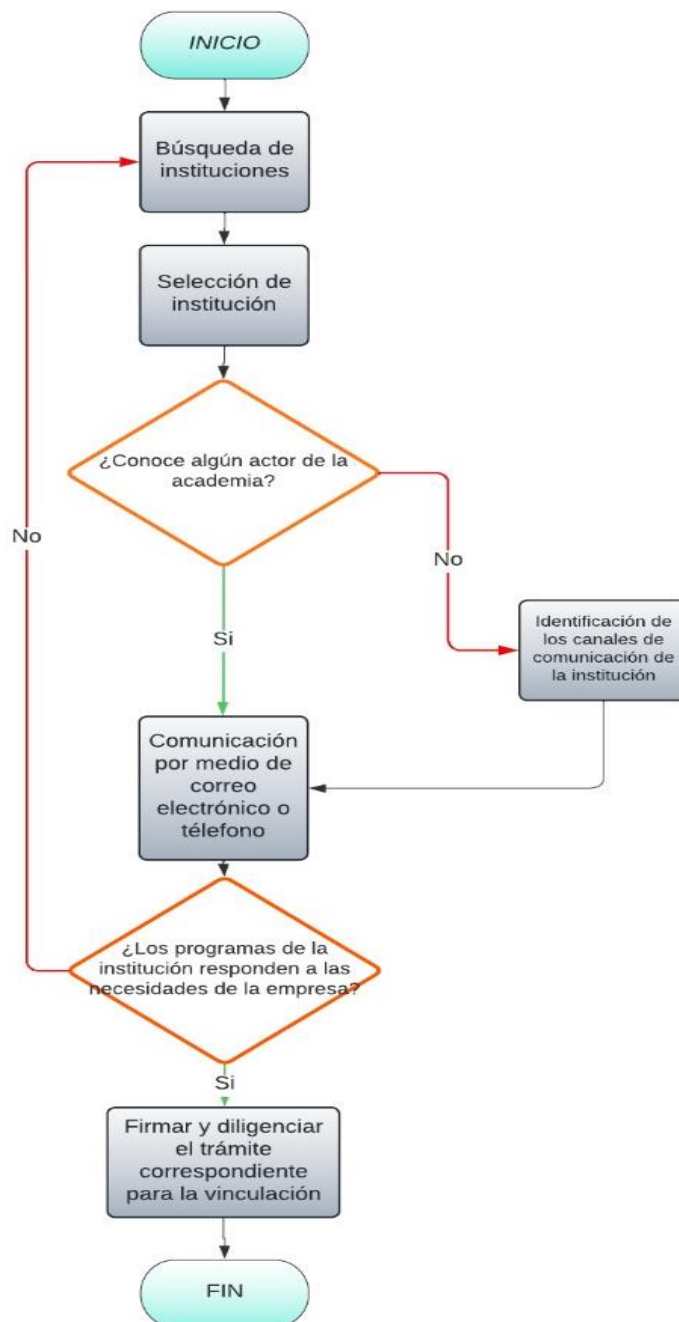 INICIO
Búsqueda de
instituciones
Selección de
institución
¿Conoce algún actor de la
academia?
No
No
Si
Identificación de
los canales de
comunicación de
la institución
Comunicación
por medio de
correo
electrónico o
télefono
¿Los programas de la
institución responden a las
necesidades de la empresa?
Si
Firmar y diligenciar
el trámite
correspondiente
para la vinculación
FIN